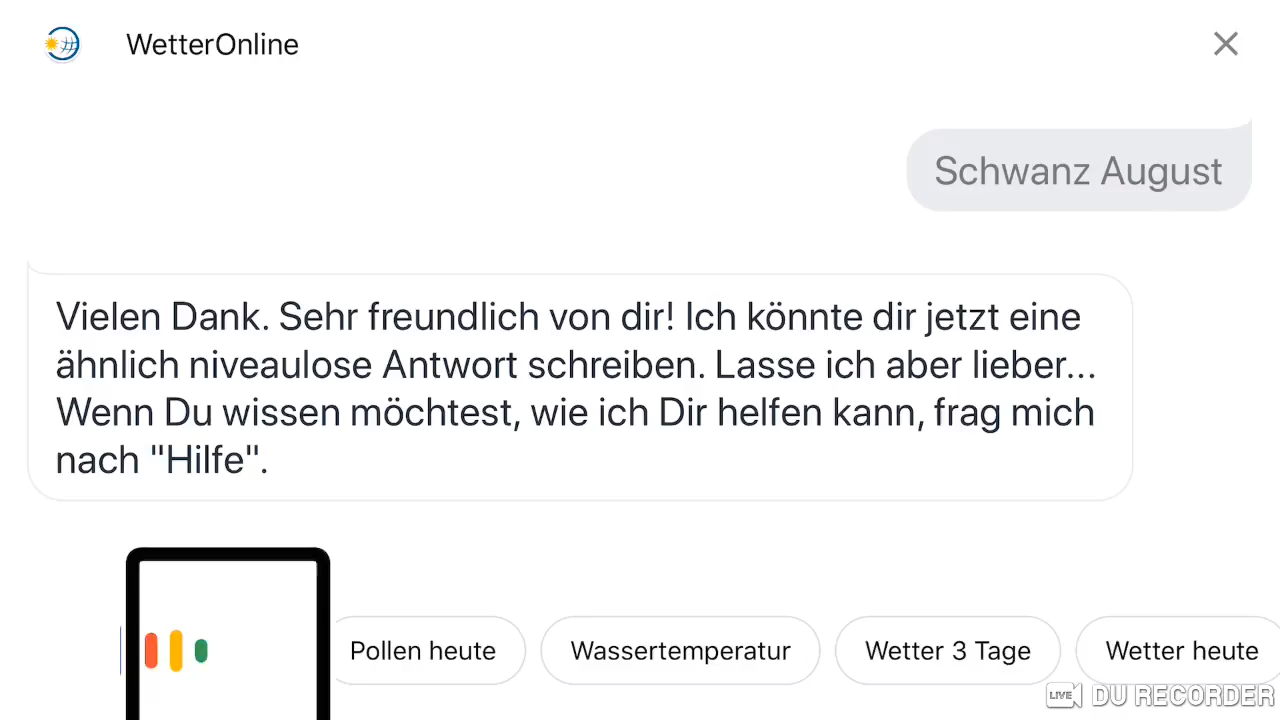 WetterOnline
Schwanz August
Vielen Dank. Sehr freundlich von dir! Ich könnte dir jetzt eine
ähnlich niveaulose Antwort schreiben. Lasse ich aber lieber...
Wenn Du wissen möchtest, wie ich Dir helfen kann, frag mich
nach "Hilfe".
Pollen heute
Wassertemperatur
Wetter 3 Tage
Wetter heute
LIVE DU RECORDER